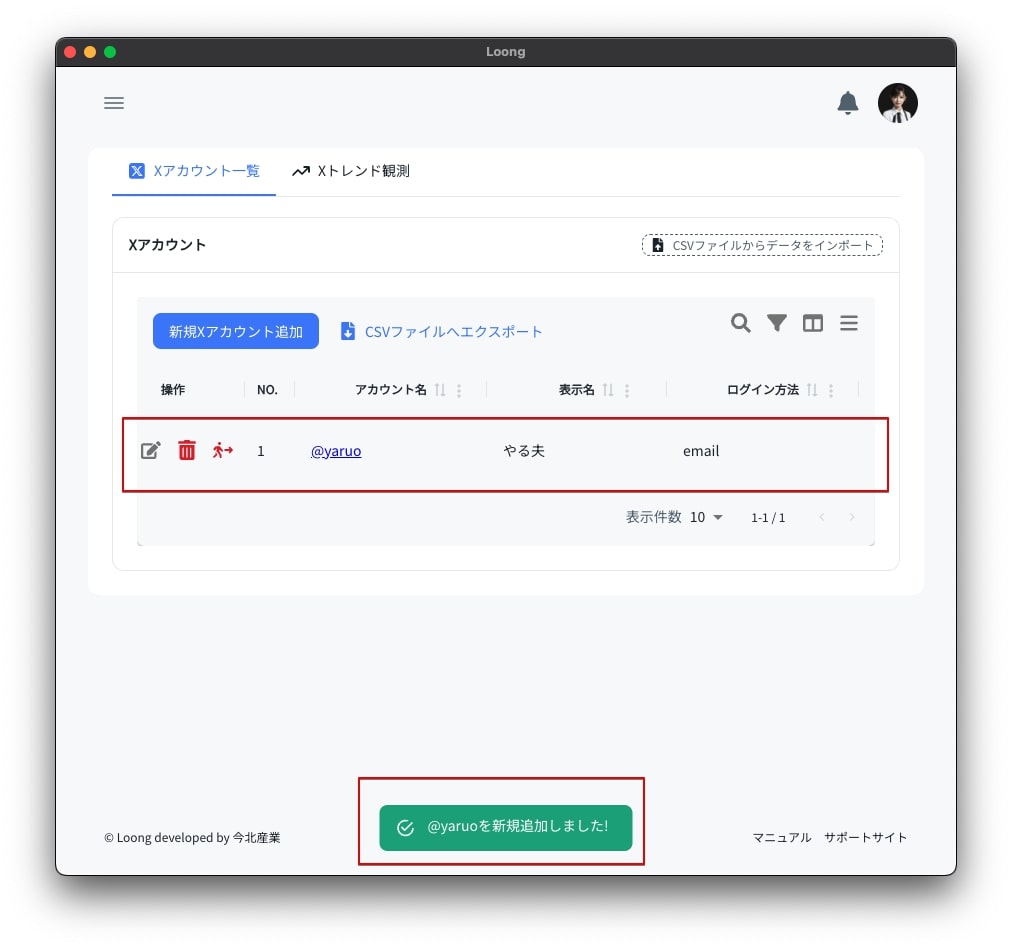 Loong
Xアカウント一覧 Xトレンド観測
Xアカウント CSVファイルからデータをインポート
新規Xアカウント追加 CSVファイルへエクスポート
操作 NO. アカウント名 表示名 ログイン方法
1 @yaruo やる夫 email
表示件数 10 1-1 / 1
© Loong developed by 今北産業 @yaruoを新規追加しました! マニュアル サポートサイト